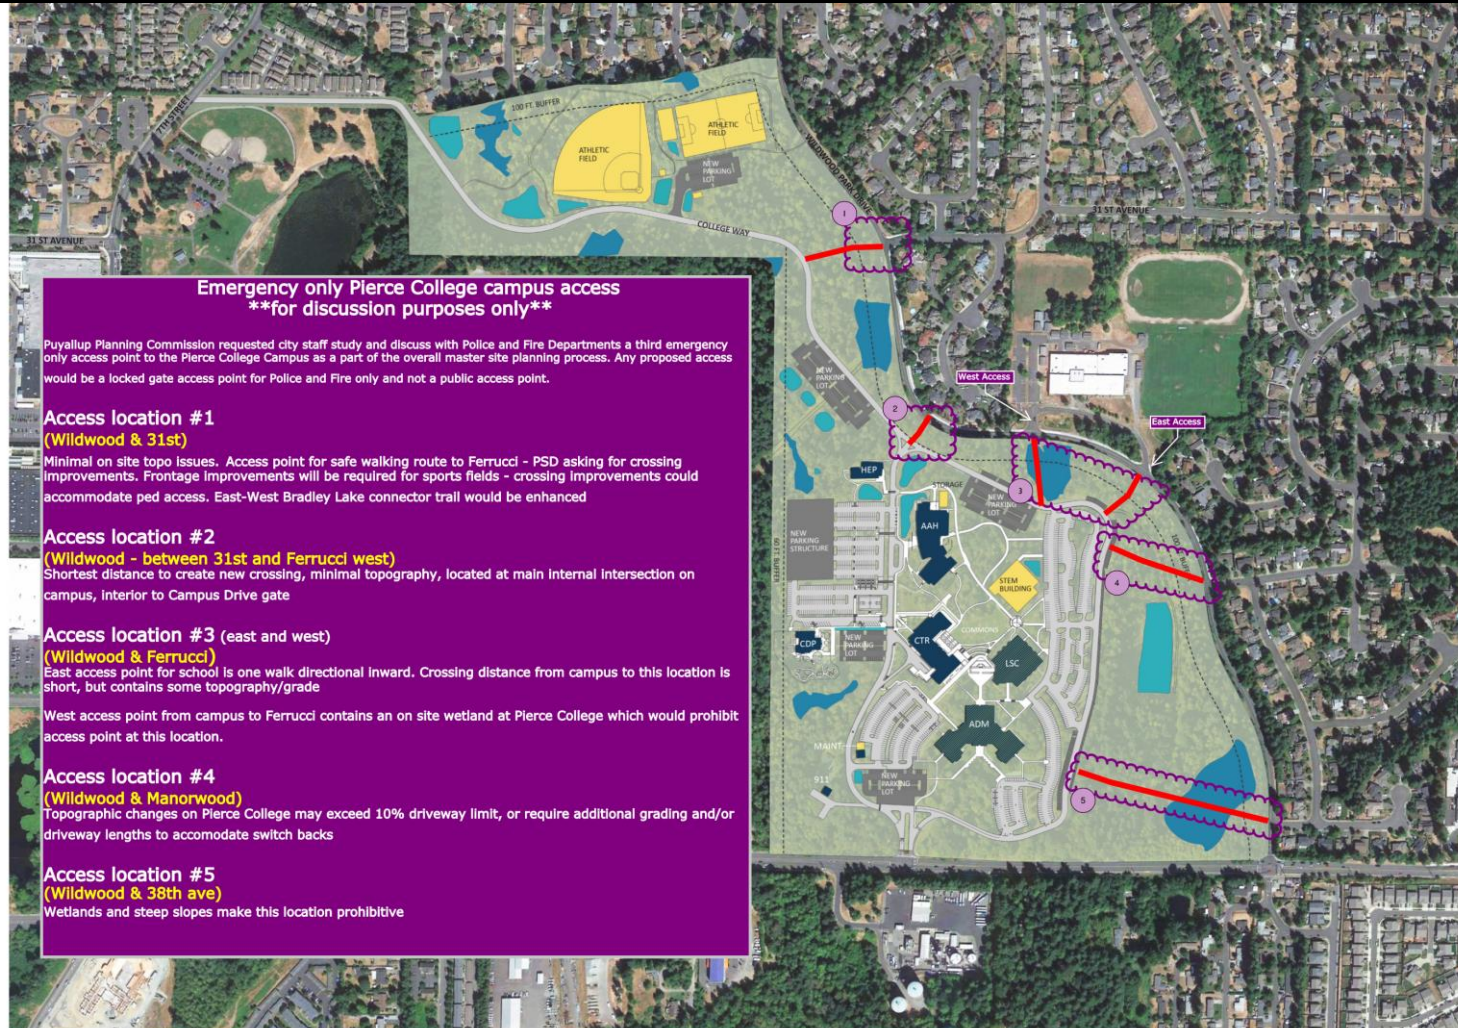 Emergency only Pierce College campus access
**for discussion purposes only**
Puyallup Planning Commission requested city staff study and discuss with Police and Fire Departments a third emergency
only access point to the Pierce College Campus as a part of the overall master site planning process. Any proposed access
would be a locked gate access point for Police and Fire only and not a public access point.
Access location #1
(Wildwood & 31st)
Minimal on site topo issues. Access point for safe walking route to Ferrucci - PSD asking for crossing
improvements. Frontage improvements will be required for sports fields - crossing improvements could
accommodate ped access. East-West Bradley Lake connector trail would be enhanced
Access location #2
(Wildwood - between 31st and Ferrucci west)
Shortest distance to create new crossing, minimal topography, located at main internal intersection on
campus, interior to Campus Drive gate
Access location #3 (east and west)
(Wildwood & Ferrucci)
East access point for school is one walk directional inward. Crossing distance from campus to this location is
short, but contains some topography/grade
West access point from campus to Ferrucci contains an on site wetland at Pierce College which would prohibit
access point at this location.
Access location #4
(Wildwood & Manorwood)
Topographic changes on Pierce College may exceed 10% driveway limit, or require additional grading and/or
driveway lengths to accomodate switch backs
Access location #5
(Wildwood & 38th ave)
Wetlands and steep slopes make this location prohibitive
7TH STREET
31 ST AVENUE
100 FT. BUFFER
ATHLETIC
FIELD
ATHLETIC
FIELD
NEW
PARKING
LOT
COLLEGE WAY
1
31 ST AVENUE
NEW
PARKING
LOT
West Access
2
East Access
HEP
STORAGE
NEW
PARKING
LOT
3
AAH
NEW
PARKING
STRUCTURE
60 FT. BUFFER
STEM
BUILDING
4
CDP
NEW
PARKING
LOT
CTR
COMMONS
LSC
ADM
MAINT
911
NEW
PARKING
LOT
5